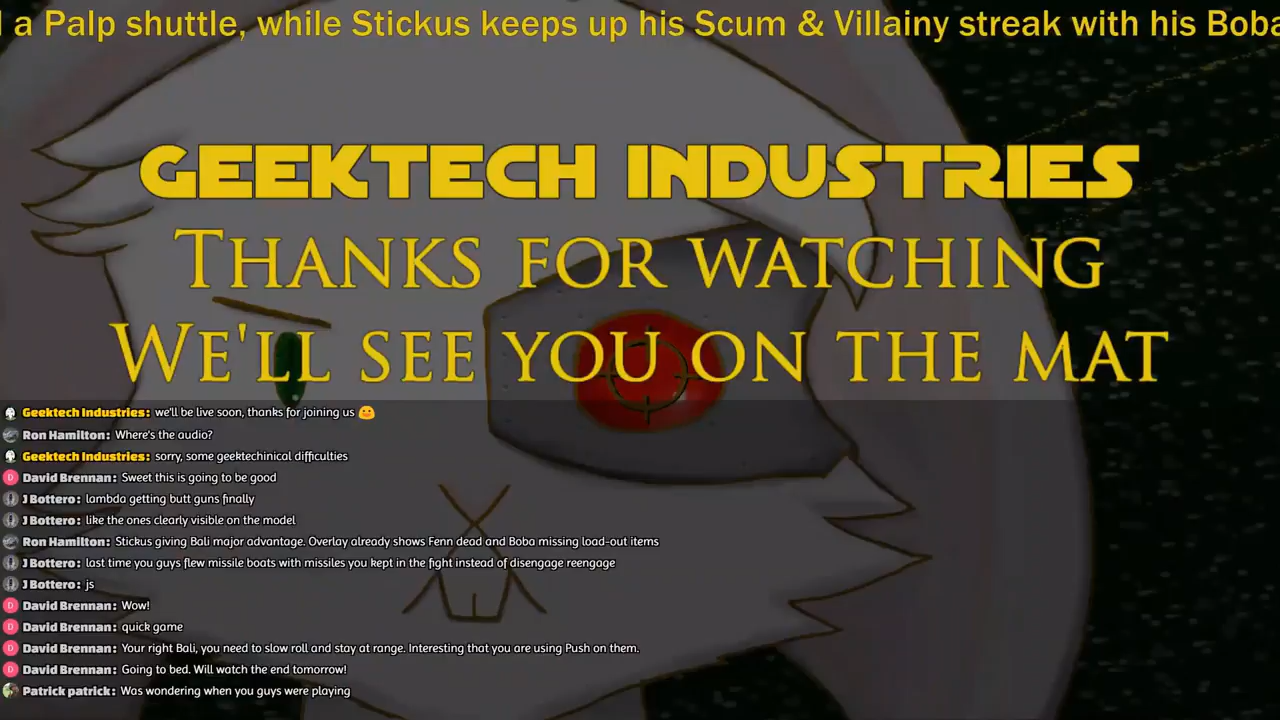 l a Palp shuttle, while Stickus keeps up his Scum & Villainy streak with his Boba
GEEKTECH INDUSTRIES
THANKS FOR WATCHING
WE'LL SEE YOU ON THE MAT
Geektech Industries: we'll be live soon, thanks for joining us
Ron Hamilton: Where's the audio?
Geektech Industries: sorry, some geektechinical difficulties
D David Brennan: Sweet this is going to be good
J Bottero: lambda getting butt guns finally
J Bottero: like the ones clearly visible on the model
Ron Hamilton: Stickus giving Bali major advantage. Overlay already shows Fenn dead and Boba missing load-out items
J Bottero: last time you guys flew missile boats with missiles you kept in the fight instead of disengage reengage
J Bottero: js
D David Brennan: Wow!
D David Brennan: quick game
D David Brennan: Your right Bali, you need to slow roll and stay at range. Interesting that you are using Push on them.
D David Brennan: Going to bed. Will watch the end tomorrow!
Patrick patrick: Was wondering when you guys were playing